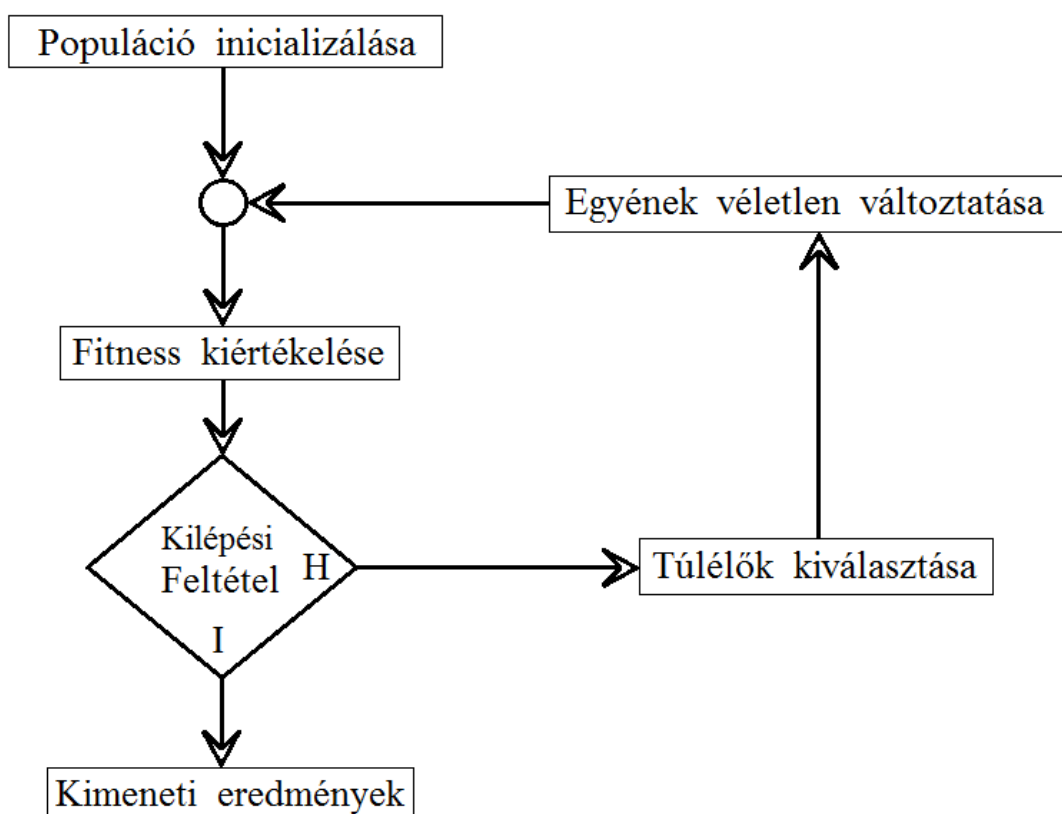 Populáció inicializálása
Egyének véletlen változtatása
Fitness kiértékelése
Kilépési
Feltétel H
I
Túlélők kiválasztása
Kimeneti eredmények